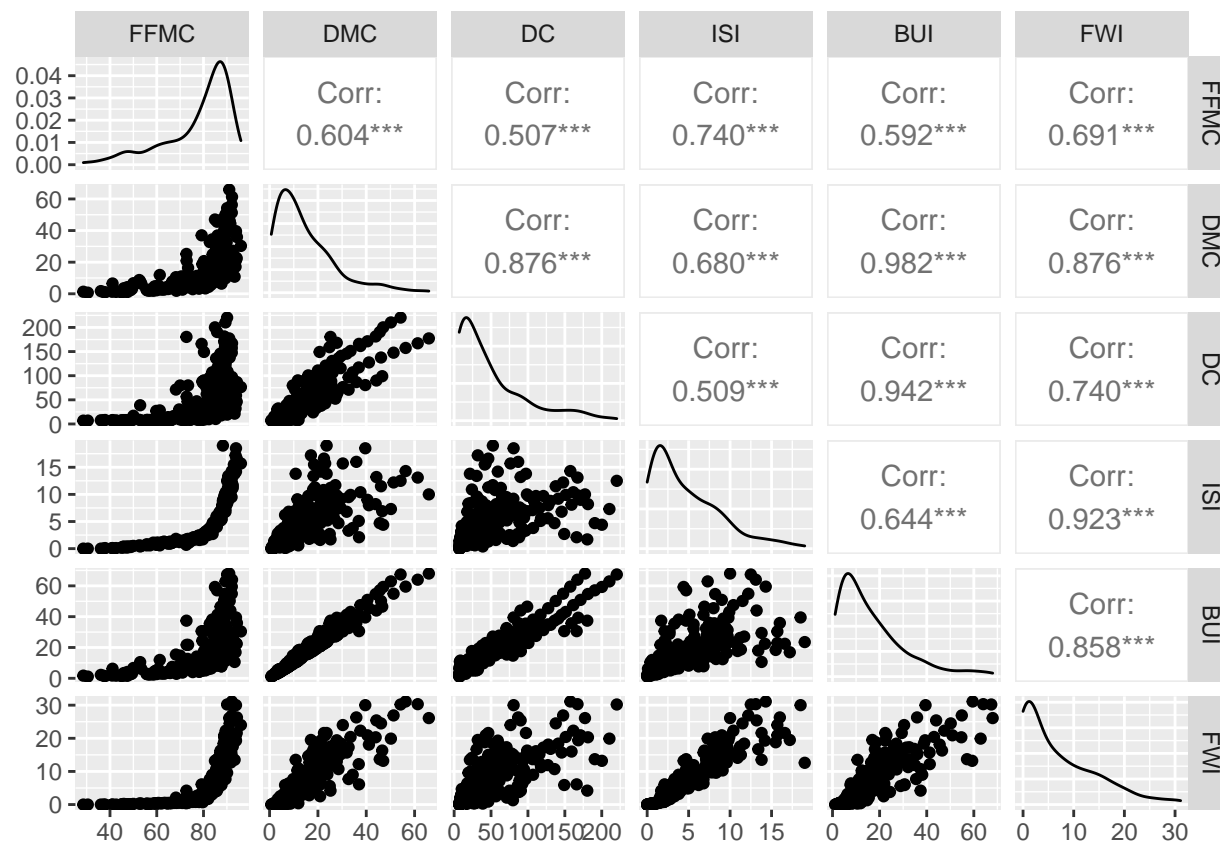 FFMC DMC DC ISI BUI FWI
0.04
0.03
0.02
0.01
0.00
Corr: Corr: Corr: Corr: Corr:
0.604*** 0.507*** 0.740*** 0.592*** 0.691***
FFMC
60
40
20
0
Corr: Corr: Corr: Corr:
0.876*** 0.680*** 0.982*** 0.876***
DMC
200
150
100
50
0
Corr: Corr: Corr:
0.509*** 0.942*** 0.740***
DC
15
10
5
0
Corr: Corr:
0.644*** 0.923***
ISI
60
40
20
0
Corr:
0.858***
BUI
30
20
10
0
FWI
40 60 80 0 20 40 60 0 50 100 150 200 0 5 10 15 0 20 40 60 0 10 20 30